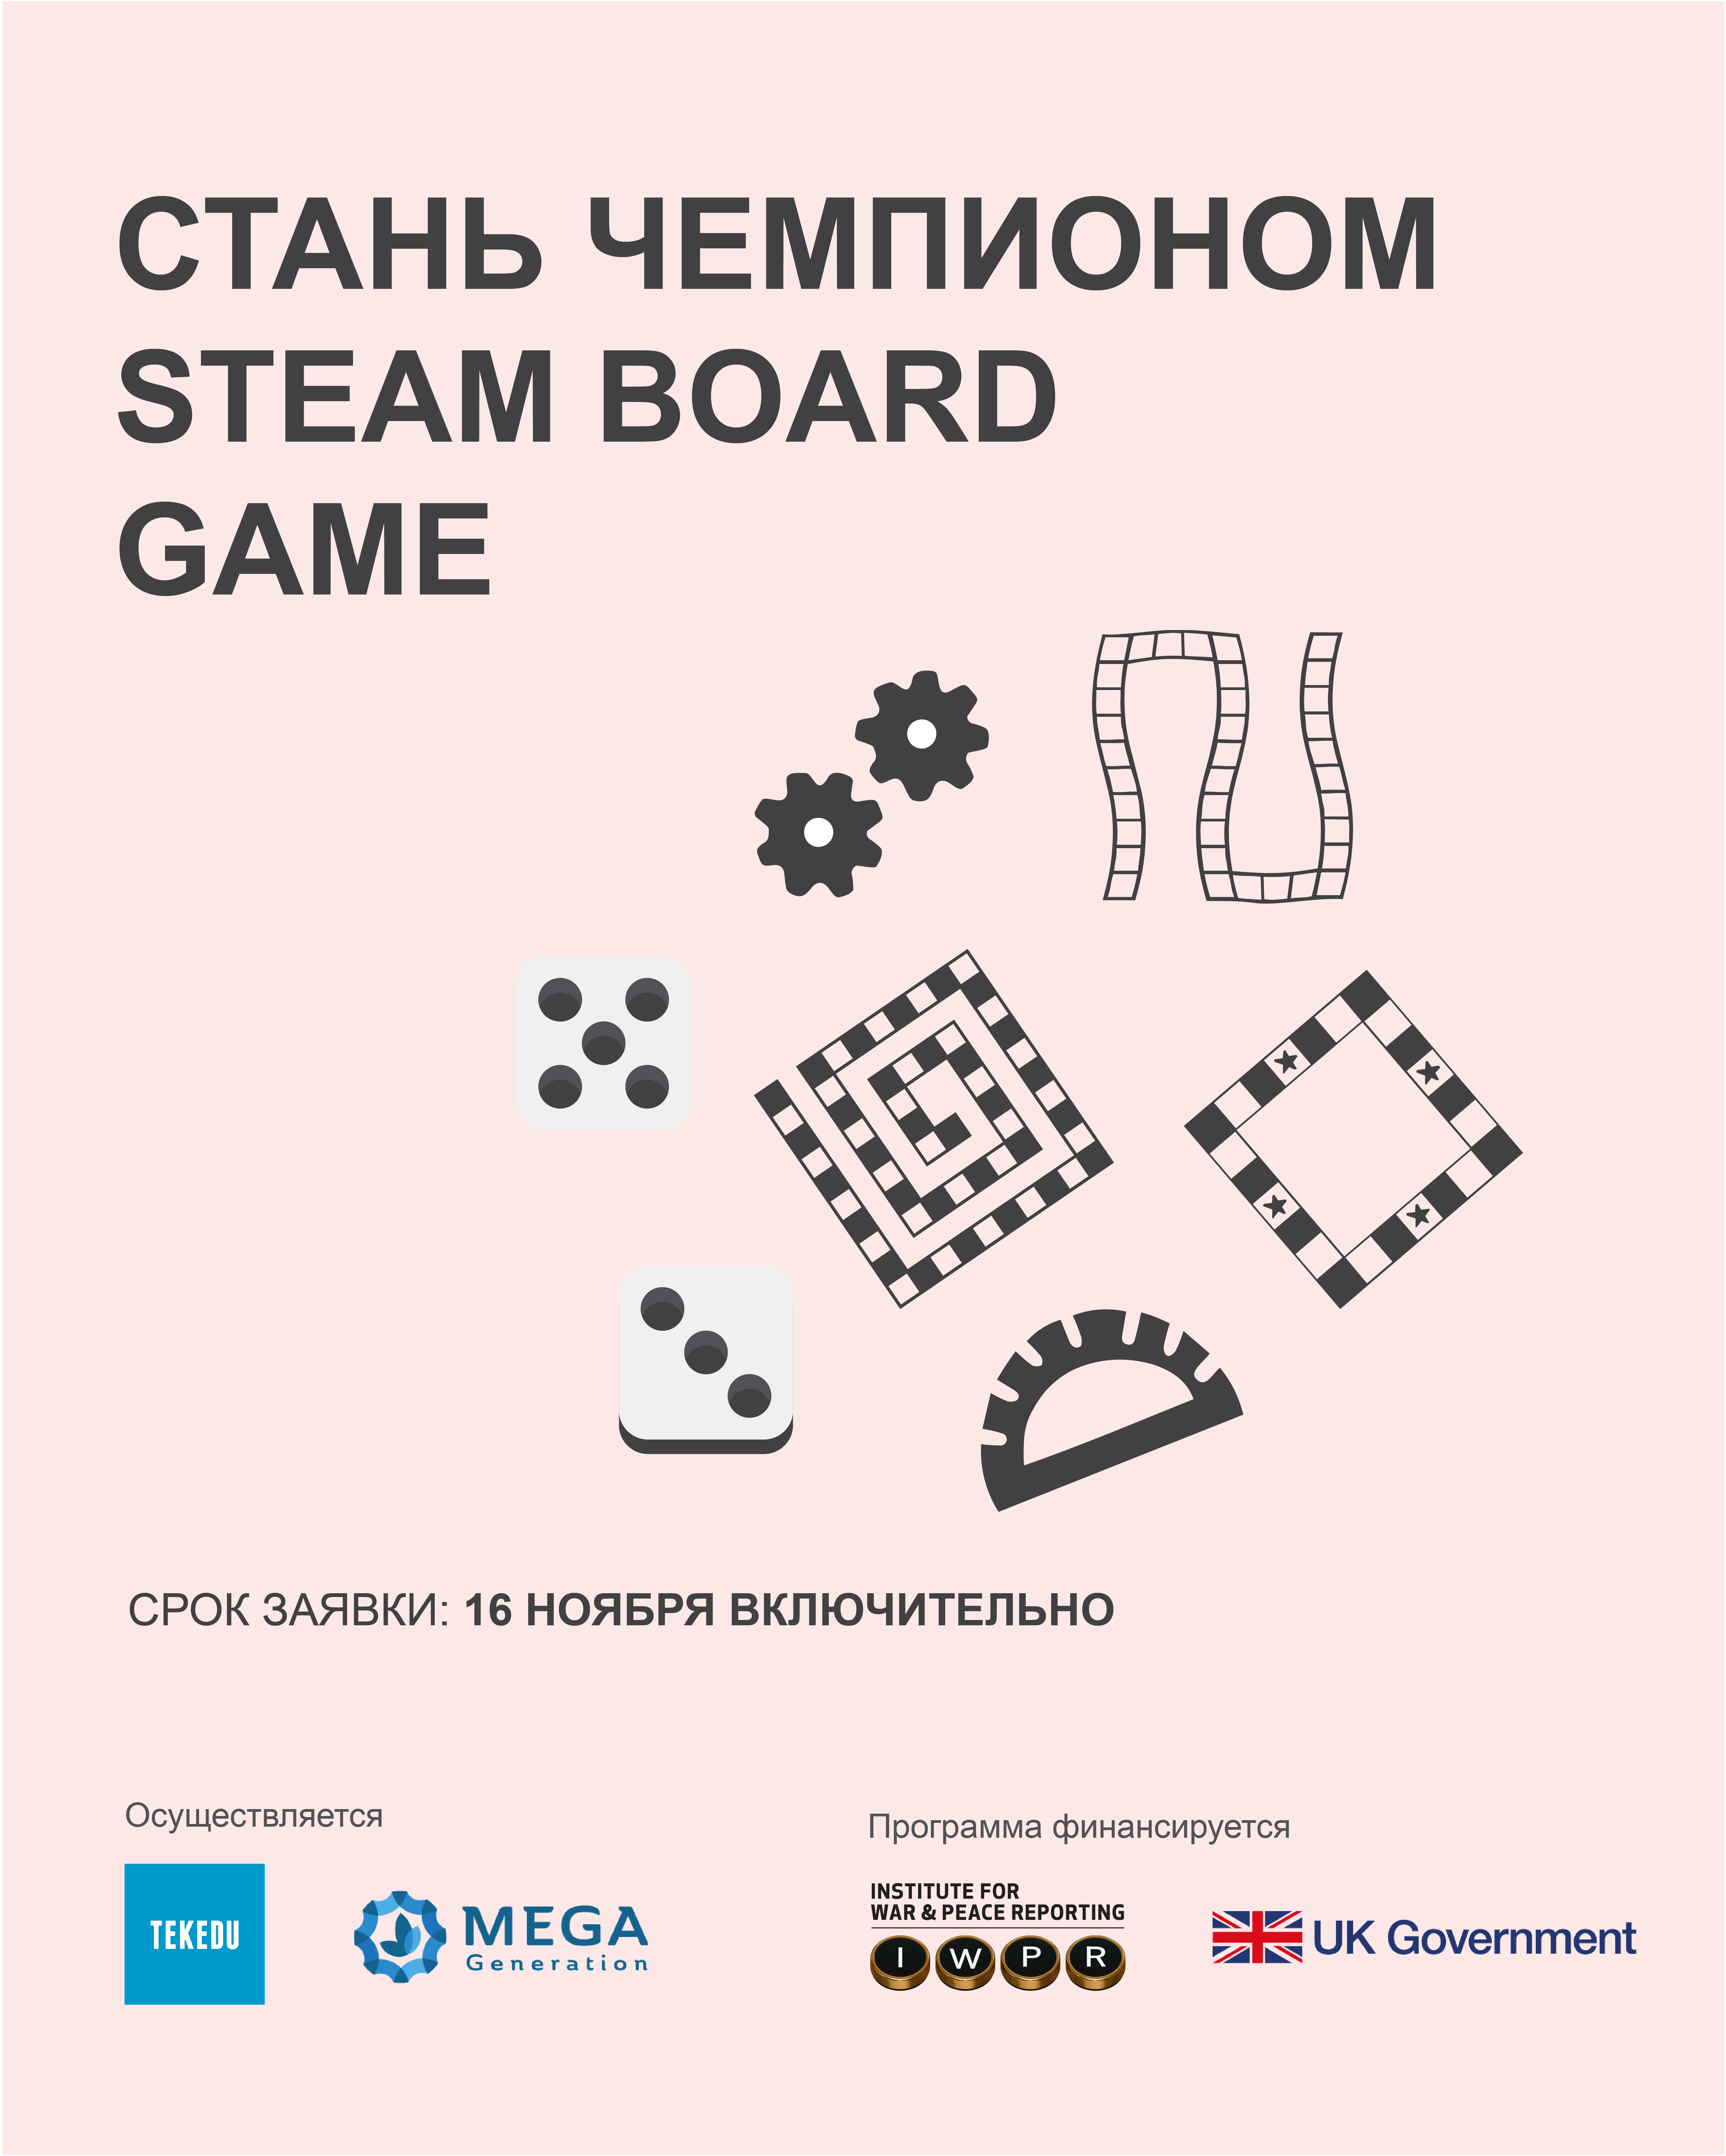 СТАНЬ ЧЕМПИОНОМ
STEAM BOARD
GAME
СРОК ЗАЯВКИ: 16 НОЯБРЯ ВКЛЮЧИТЕЛЬНО
Осуществляется
Программа финансируется
TEKEDU
MEGA
Generation
INSTITUTE FOR
WAR & PEACE REPORTING
I W P R
UK Government